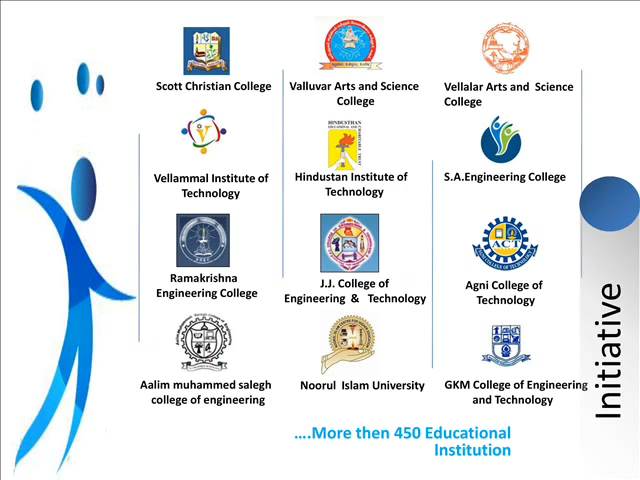 Scott Christian College
Valluvar Arts and Science
College
Vellalar Arts and  Science
College
HINDUSTHAN
Vellammal Institute of
Technology
Hindustan Institute of
Technology
S.A.Engineering College
Ramakrishna
Engineering College
J.J. College of
Engineering  &  Technology
ACT
Agni College of
Technology
Aalim muhammed salegh
college of engineering
Noorul  Islam University
GKM College of Engineering
and Technology
….More then 450 Educational
Institution
Initiative